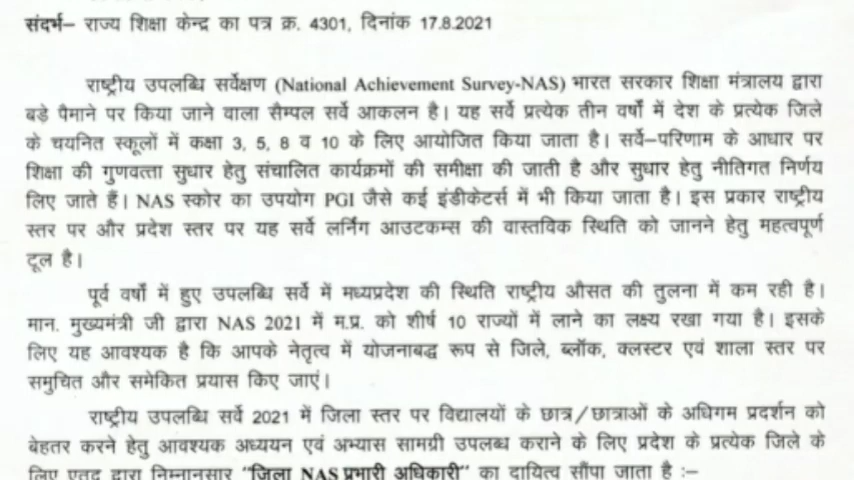 संदर्भ– राज्य शिक्षा केन्द्र का पत्र क्र. 4301, दिनांक 17.8.2021
राष्ट्रीय उपलब्धि सर्वेक्षण (National Achievement Survey-NAS) भारत सरकार शिक्षा मंत्रालय द्वारा
बड़े पैमाने पर किया जाने वाला सैम्पल सर्वे आकलन है। यह सर्वे प्रत्येक तीन वर्षों में देश के प्रत्येक जिले
के चयनित स्कूलों में कक्षा 3, 5, 8 व 10 के लिए आयोजित किया जाता है। सर्वे–परिणाम के आधार पर
शिक्षा की गुणवत्ता सुधार हेतु संचालित कार्यक्रमों की समीक्षा की जाती है और सुधार हेतु नीतिगत निर्णय
लिए जाते हैं। NAS स्कोर का उपयोग PGI जैसे कई इंडीकेटर्स में भी किया जाता है। इस प्रकार राष्ट्रीय
स्तर पर और प्रदेश स्तर पर यह सर्वे लर्निंग आउटकम्स की वास्तविक स्थिति को जानने हेतु महत्वपूर्ण
टूल है।
पूर्व वर्षों में हुए उपलब्धि सर्वे में मध्यप्रदेश की स्थिति राष्ट्रीय औसत की तुलना में कम रही है।
मान. मुख्यमंत्री जी द्वारा NAS 2021 में म.प्र. को शीर्ष 10 राज्यों में लाने का लक्ष्य रखा गया है। इसके
लिए यह आवश्यक है कि आपके नेतृत्व में योजनाबद्ध रूप से जिले, ब्लॉक, क्लस्टर एवं शाला स्तर पर
समुचित और समेकित प्रयास किए जाएं।
राष्ट्रीय उपलब्धि सर्वे 2021 में जिला स्तर पर विद्यालयों के छात्र/छात्राओं के अधिगम प्रदर्शन को
बेहतर करने हेतु आवश्यक अध्ययन एवं अभ्यास सामग्री उपलब्ध कराने के लिए प्रदेश के प्रत्येक जिले के
लिए एतद् द्वारा निम्नानुसार "जिला NAS प्रभारी अधिकारी" का दायित्व सौंपा जाता है :–